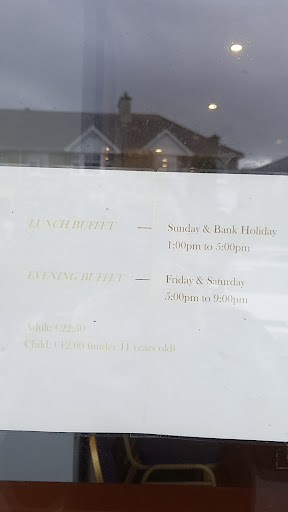 LUNCH BUFFET — Sunday & Bank Holiday
1:00pm to 5:00pm
EVENING BUFFET — Friday & Saturday
5:00pm to 9:00pm
Adult: €22.50
Child: €12.00 (under 11 years old)